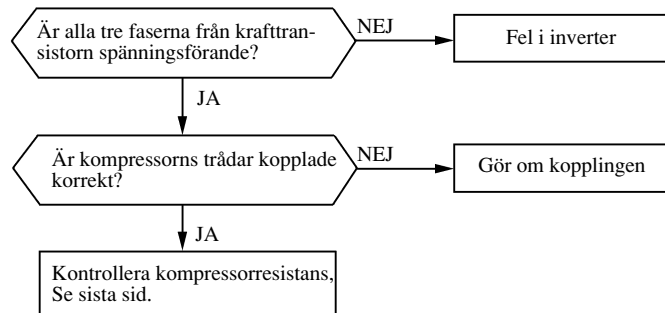 Är alla tre faserna från krafttran-
sistorn spänningsförande?
NEJ
Fel i inverter
JA
Är kompressorns trådar kopplade
korrekt?
NEJ
Gör om kopplingen
JA
Kontrollera kompressorresistans,
Se sista sid.